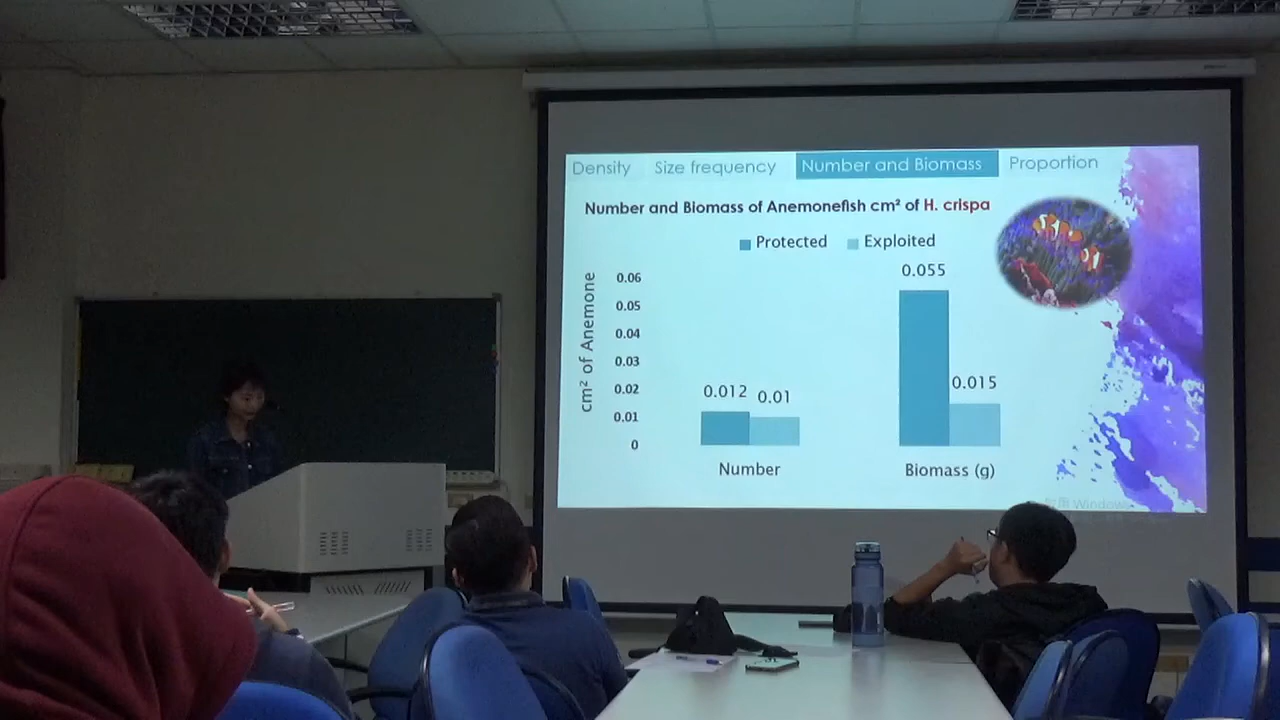 Density Size frequency Number and Biomass Proportion
Number and Biomass of Anemonefish cm² of H. crispa
Protected Exploited
cm² of Anemone
0.06
0.05
0.04
0.03
0.02
0.01
0
0.012 0.01
0.055
0.015
Number Biomass (g)
Windows